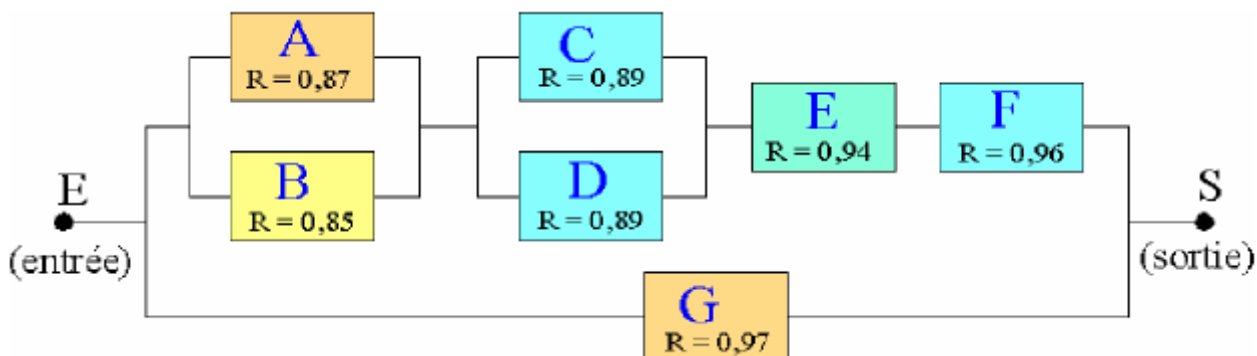 A
R = 0,87
C
R = 0,89
E
R = 0,94
F
R = 0,96
B
R = 0,85
D
R = 0,89
E
(entrée)
S
(sortie)
G
R = 0,97